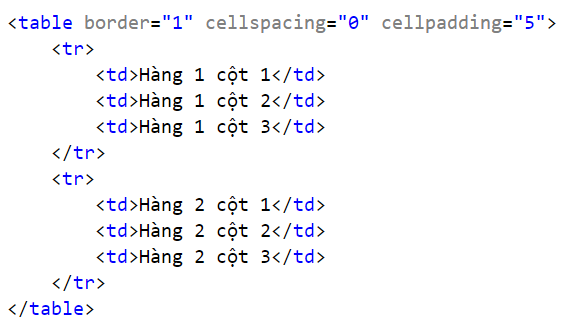 <table border="1" cellspacing="0" cellpadding="5">
    <tr>
        <td>Hàng 1 cột 1</td>
        <td>Hàng 1 cột 2</td>
        <td>Hàng 1 cột 3</td>
    </tr>
    <tr>
        <td>Hàng 2 cột 1</td>
        <td>Hàng 2 cột 2</td>
        <td>Hàng 2 cột 3</td>
    </tr>
</table>